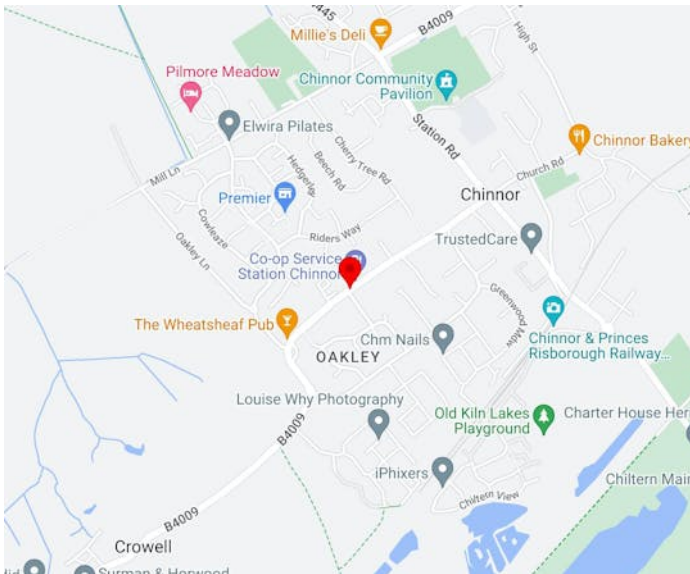 B4009
445
Millie's Deli
High St
Pilmore Meadow
Chinnor Community
Pavilion
Elwira Pilates
Station Rd
Chinnor Bakery
Cherry Tree Rd
Church Rd
Mill Ln
Hedgerley
Beech Rd
Premier
Chinnor
Cowleaze
Riders Way
TrustedCare
Oakley Ln
Co-op Service
Station Chinnor
Greenwood Mdw
The Wheatsheaf Pub
Chm Nails
Chinnor & Princes
Risborough Railway...
OAKLEY
Louise Why Photography
Old Kiln Lakes
Playground
Charter House Her
B4009
iPhixers
Chiltern Main
Chiltern View
B4009
Crowell
Surman & Horwood